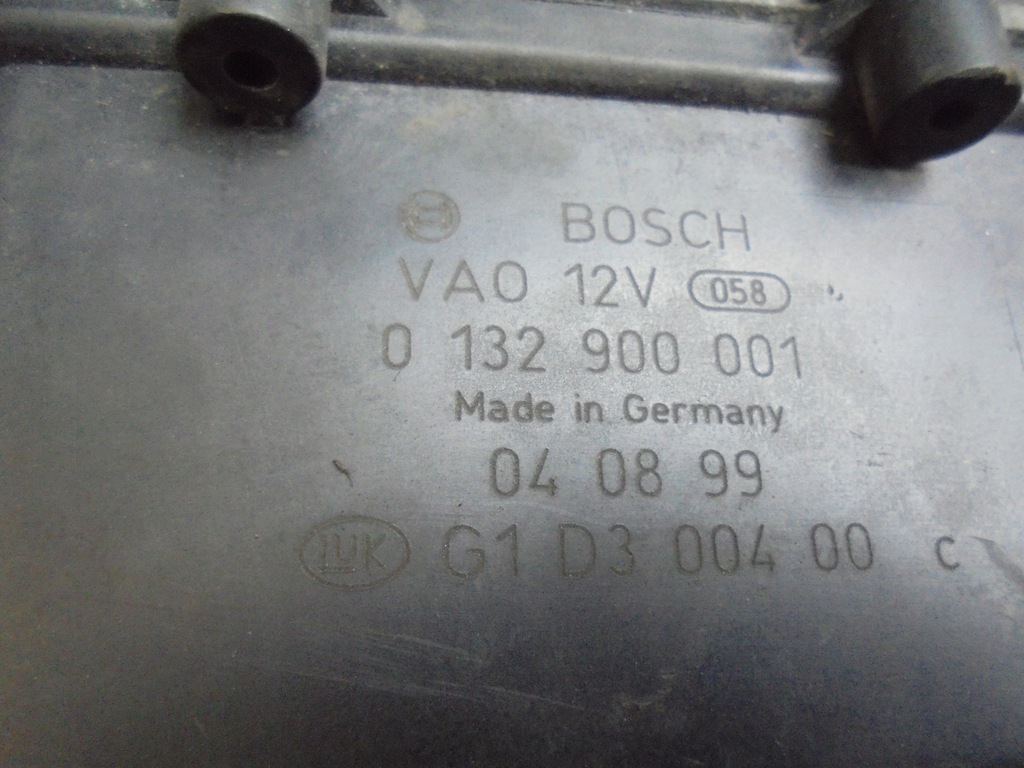 BOSCH
VAO 12V 058
0 132 900 001
Made in Germany
04 08 99
LUK G1 D3 004 00 c